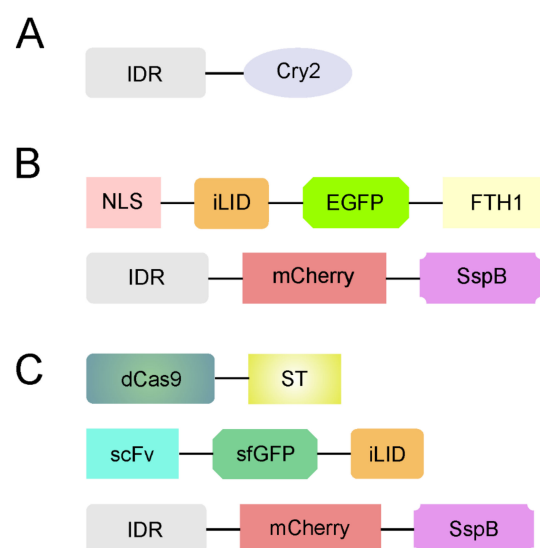 A
IDR Cry2
B
NLS iLID EGFP FTH1
IDR mCherry SspB
C
dCas9 ST
scFv sfGFP iLID
IDR mCherry SspB